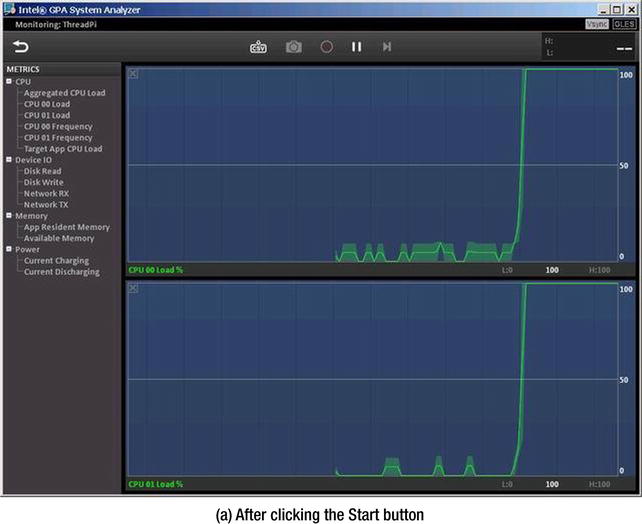 Intel® GPA System Analyzer
Monitoring: ThreadPi
Vsync GLES
CSV
H:
L: --
METRICS
CPU
Aggregated CPU Load
CPU 00 Load
CPU 01 Load
CPU 00 Frequency
CPU 01 Frequency
Target App CPU Load
Device IO
Disk Read
Disk Write
Network RX
Network TX
Memory
App Resident Memory
Available Memory
Power
Current Charging
Current Discharging
100
50
0
CPU 00 Load % L:0 100 H:100
100
50
0
CPU 01 Load % L:0 100 H:100
(a) After clicking the Start button